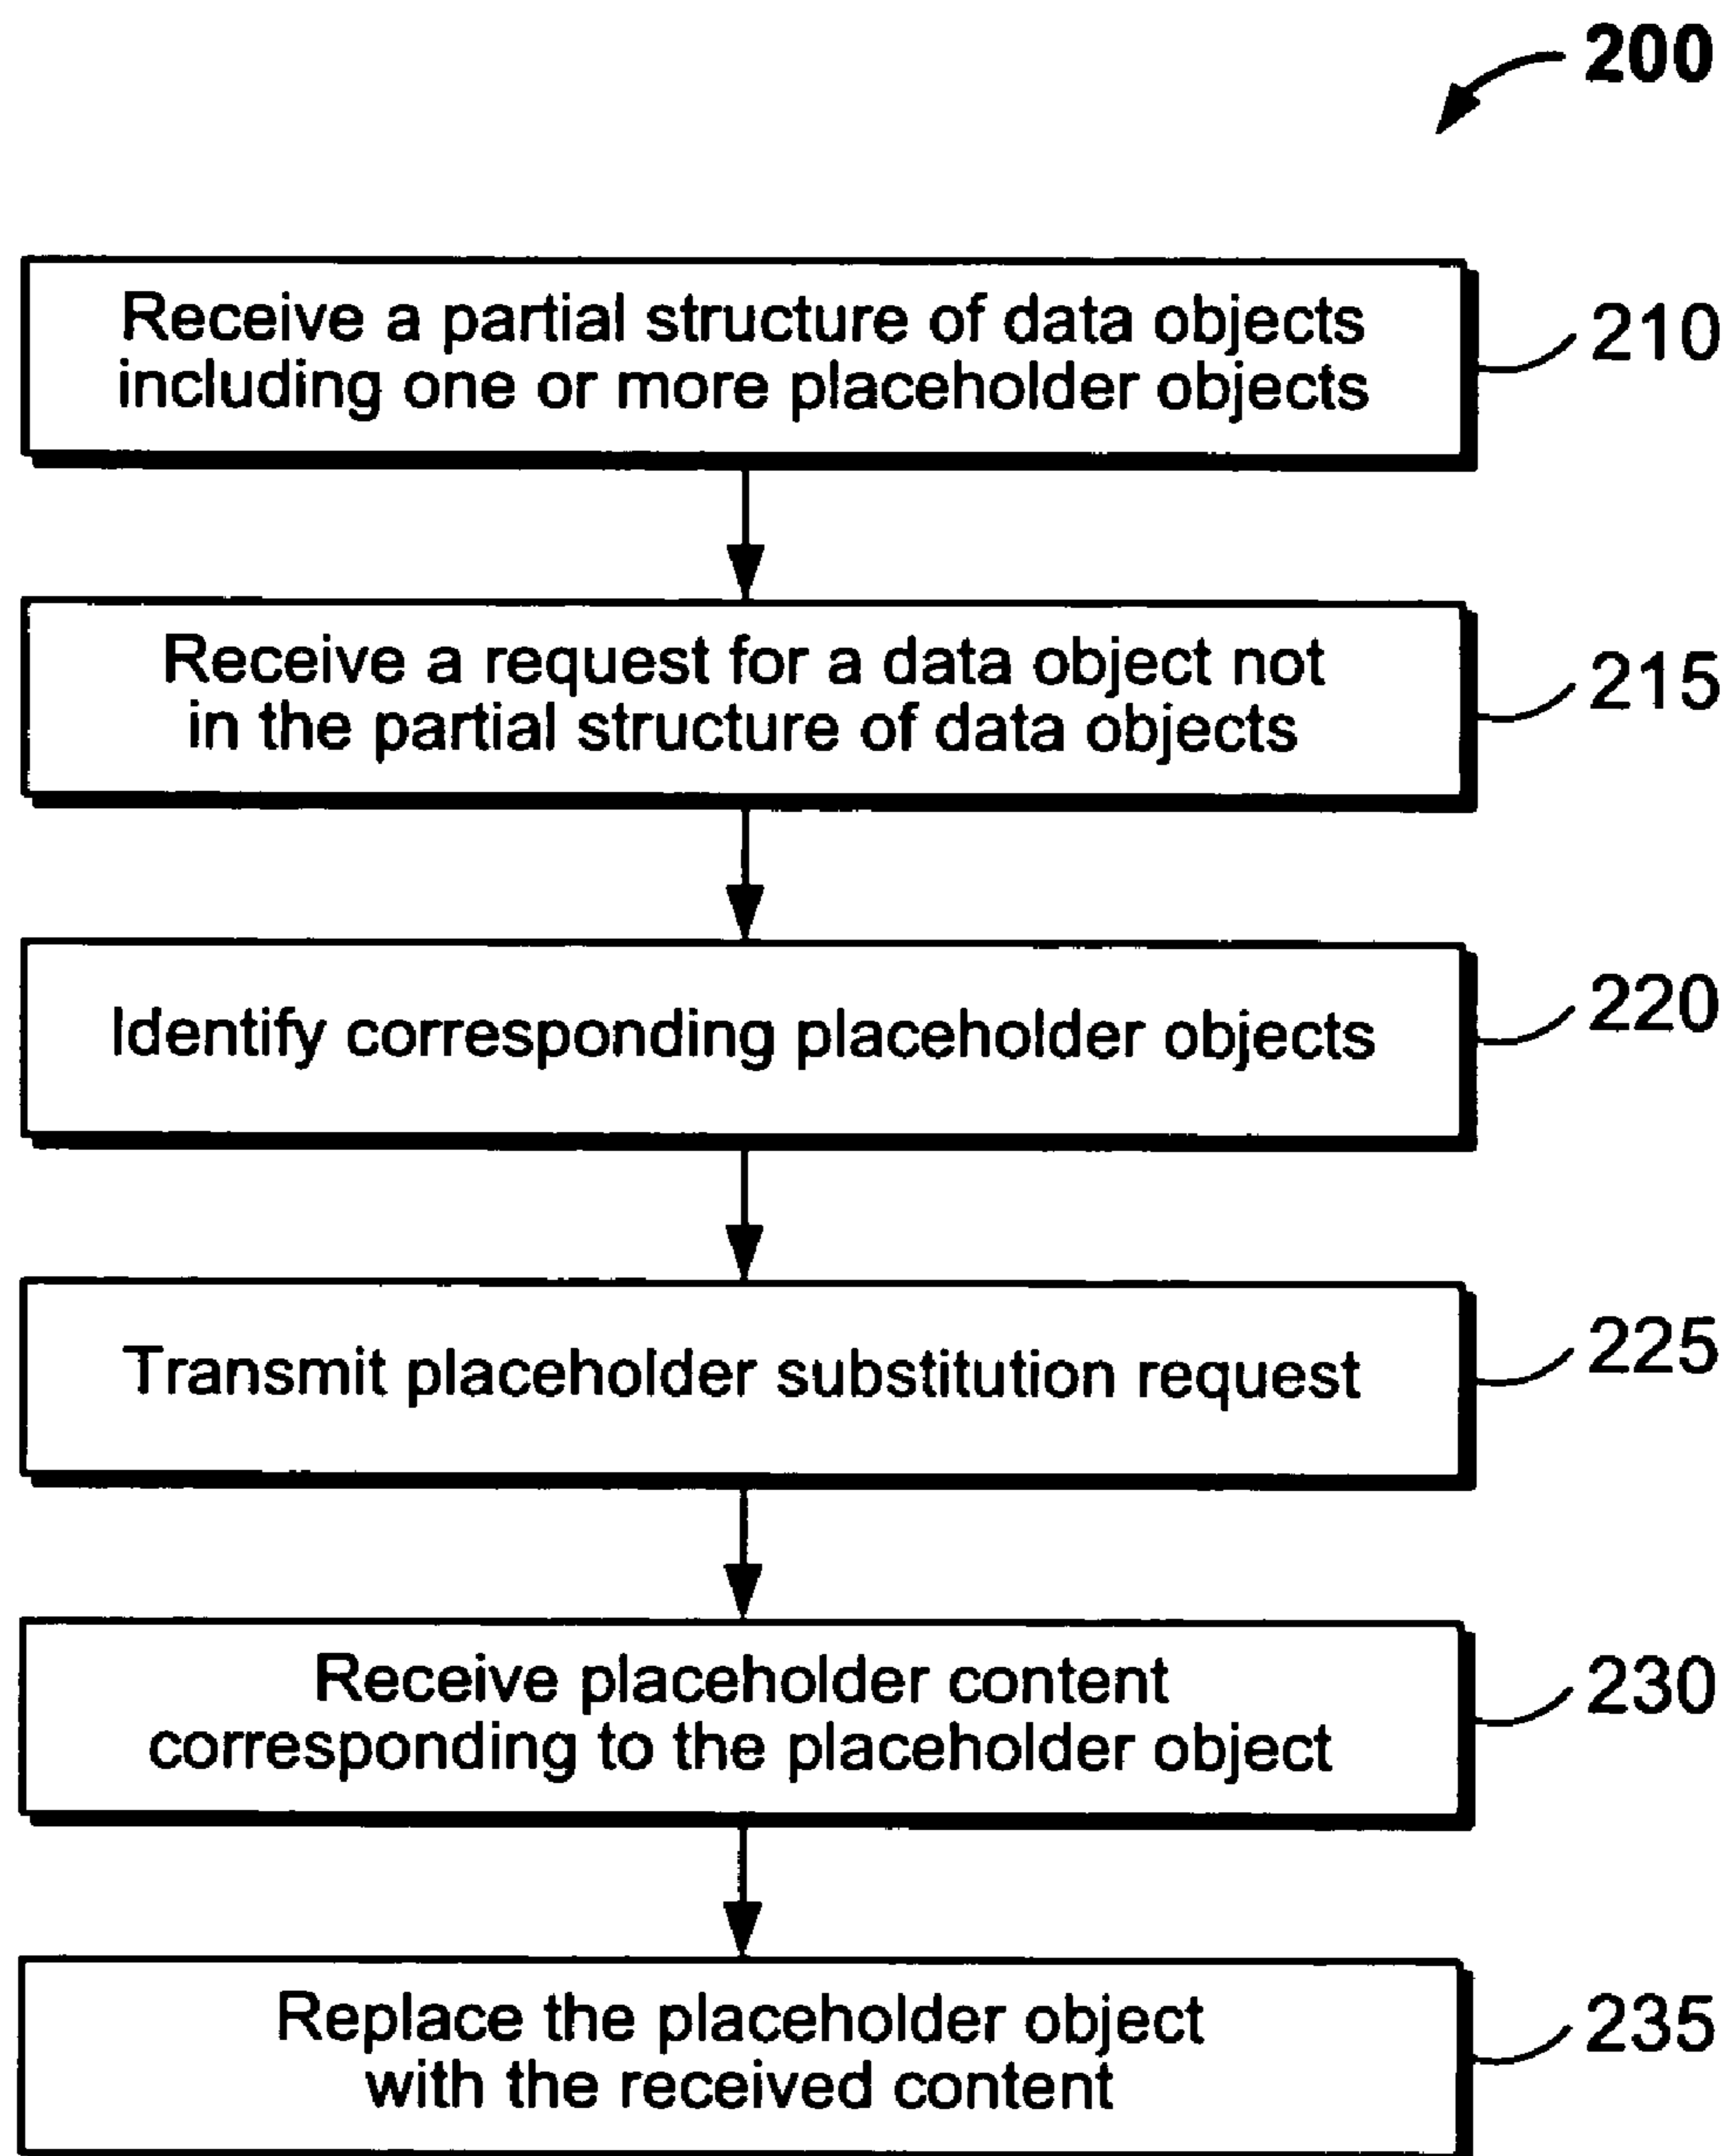 200
Receive a partial structure of data objects
including one or more placeholder objects
210
Receive a request for a data object not
in the partial structure of data objects
215
Identify corresponding placeholder objects
220
Transmit placeholder substitution request
225
Receive placeholder content
corresponding to the placeholder object
230
Replace the placeholder object
with the received content
235